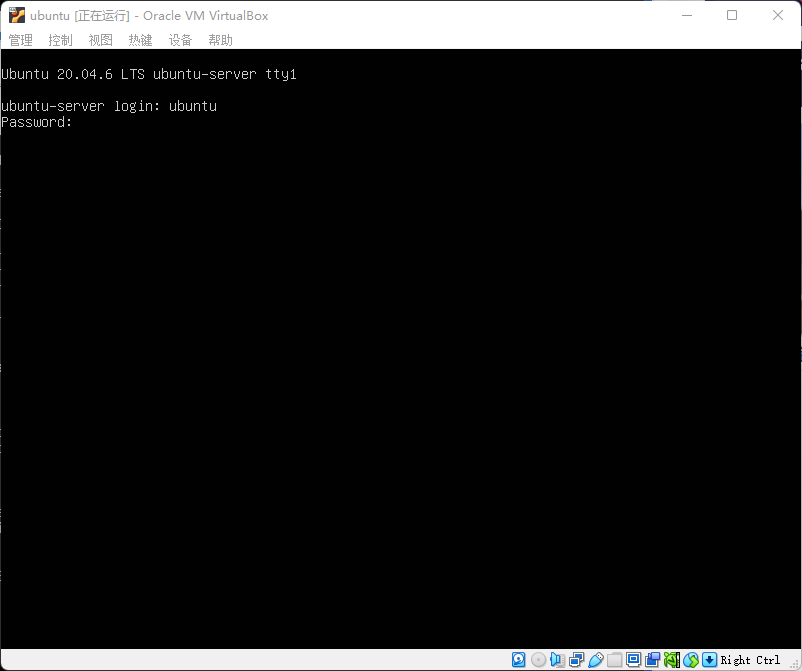 ubuntu [正在运行] - Oracle VM VirtualBox
管理 控制 视图 热键 设备 帮助
Ubuntu 20.04.6 LTS ubuntu-server tty1
ubuntu-server login: ubuntu
Password:
Right Ctrl